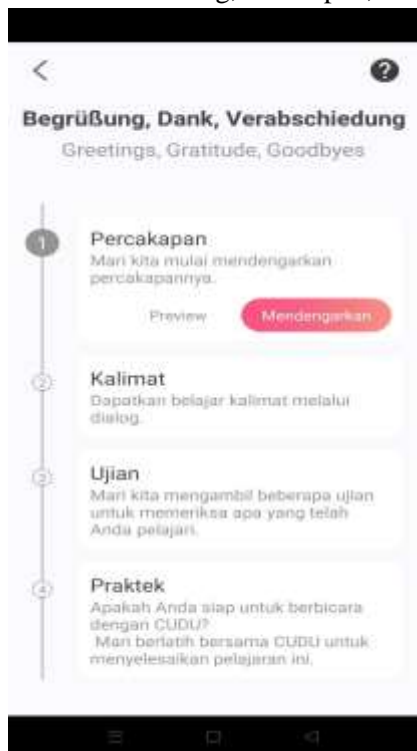 Begrüßung, Dank, Verabschiedung
Greetings, Gratitude, Goodbyes
1
Percakapan
Mari kita mulai mendengarkan
percakapannya.
Preview
Mendengarkan
2
Kalimat
Dapatkan belajar kalimat melalui
dialog.
3
Ujian
Mari kita mengambil beberapa ujian
untuk memeriksa apa yang telah
Anda pelajari.
4
Praktek
Apakah Anda siap untuk berbicara
dengan CUDU?
Mari berlatih bersama CUDU untuk
menyelesaikan pelajaran ini.